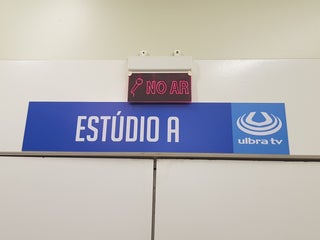 NO AR
ESTÚDIO A
ulbra tv